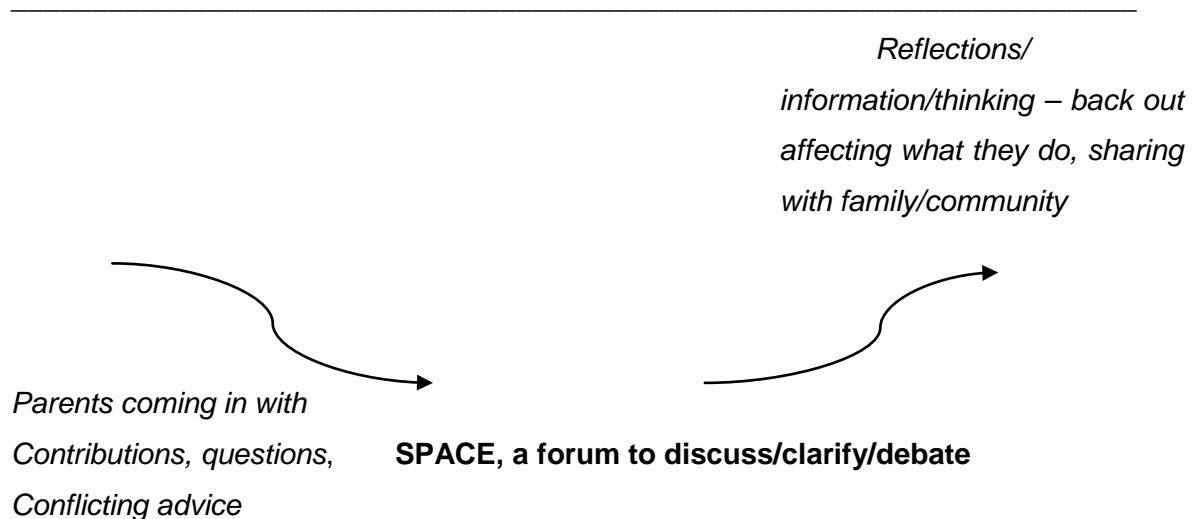 Reflections/
information/thinking – back out
affecting what they do, sharing
with family/community
Parents coming in with
Contributions, questions, SPACE, a forum to discuss/clarify/debate
Conflicting advice